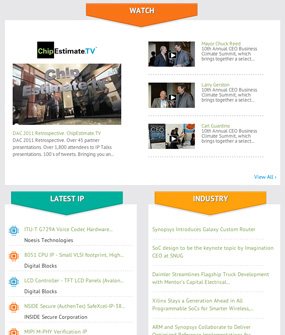 WATCH
ChipEstimate.TV
Chip
Estimate.T
DAC 2011 Retrospective. ChipEstimate.TV
DAC 2011 Retrospective. Over 45 partner
presentations. Over 1,800 attendees to IP Talks
presentations. 100's of tweets. Bringing you an...
Mayor Chuck Reed
10th Annual CEO Business
Climate Summit, which
brings together a select...
Larry Gerston
10th Annual CEO Business
Climate Summit, which
brings together a select...
Carl Guardino
10th Annual CEO Business
Climate Summit, which
brings together a select...
View All ›
LATEST IP
ITU-T G729A Voice Codec Hardware...
Noesis Technologies
8051 CPU IP - Small VLSI footprint, High...
Digital Blocks
LCD Controller - TFT LCD Panels (Avalon...
Digital Blocks
INSIDE Secure (AuthenTec) SafeXcel-IP-38...
INSIDE Secure Corporation
MIPI M-PHY Verification IP
INDUSTRY
Synopsys Introduces Galaxy Custom Router
SoC design to be the keynote topic by Imagination
CEO at SNUG
Daimler Streamlines Flagship Truck Development
with Mentor's Capital Electrical...
Xilinx Stays a Generation Ahead in All
Programmable SoCs for Smarter Wireless...
ARM and Synopsys Collaborate to Deliver